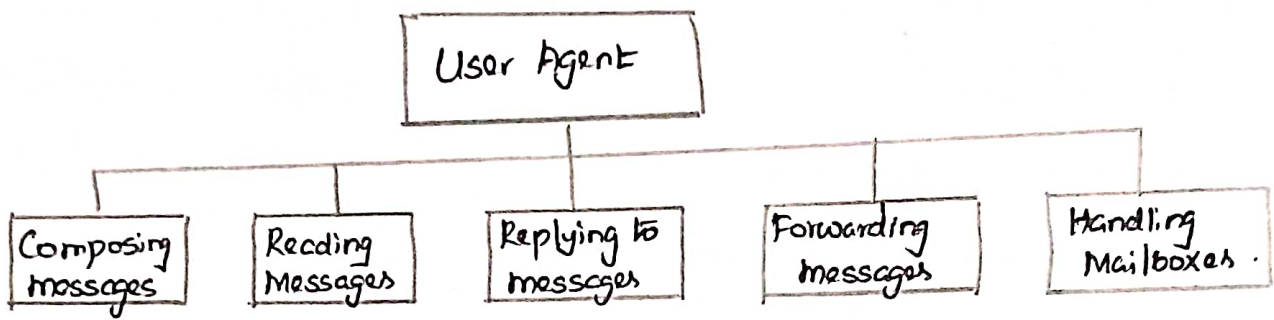 User Agent
Composing
messages
Reading
Messages
Replying to
messages
Forwarding
messages
Handling
Mailboxes.